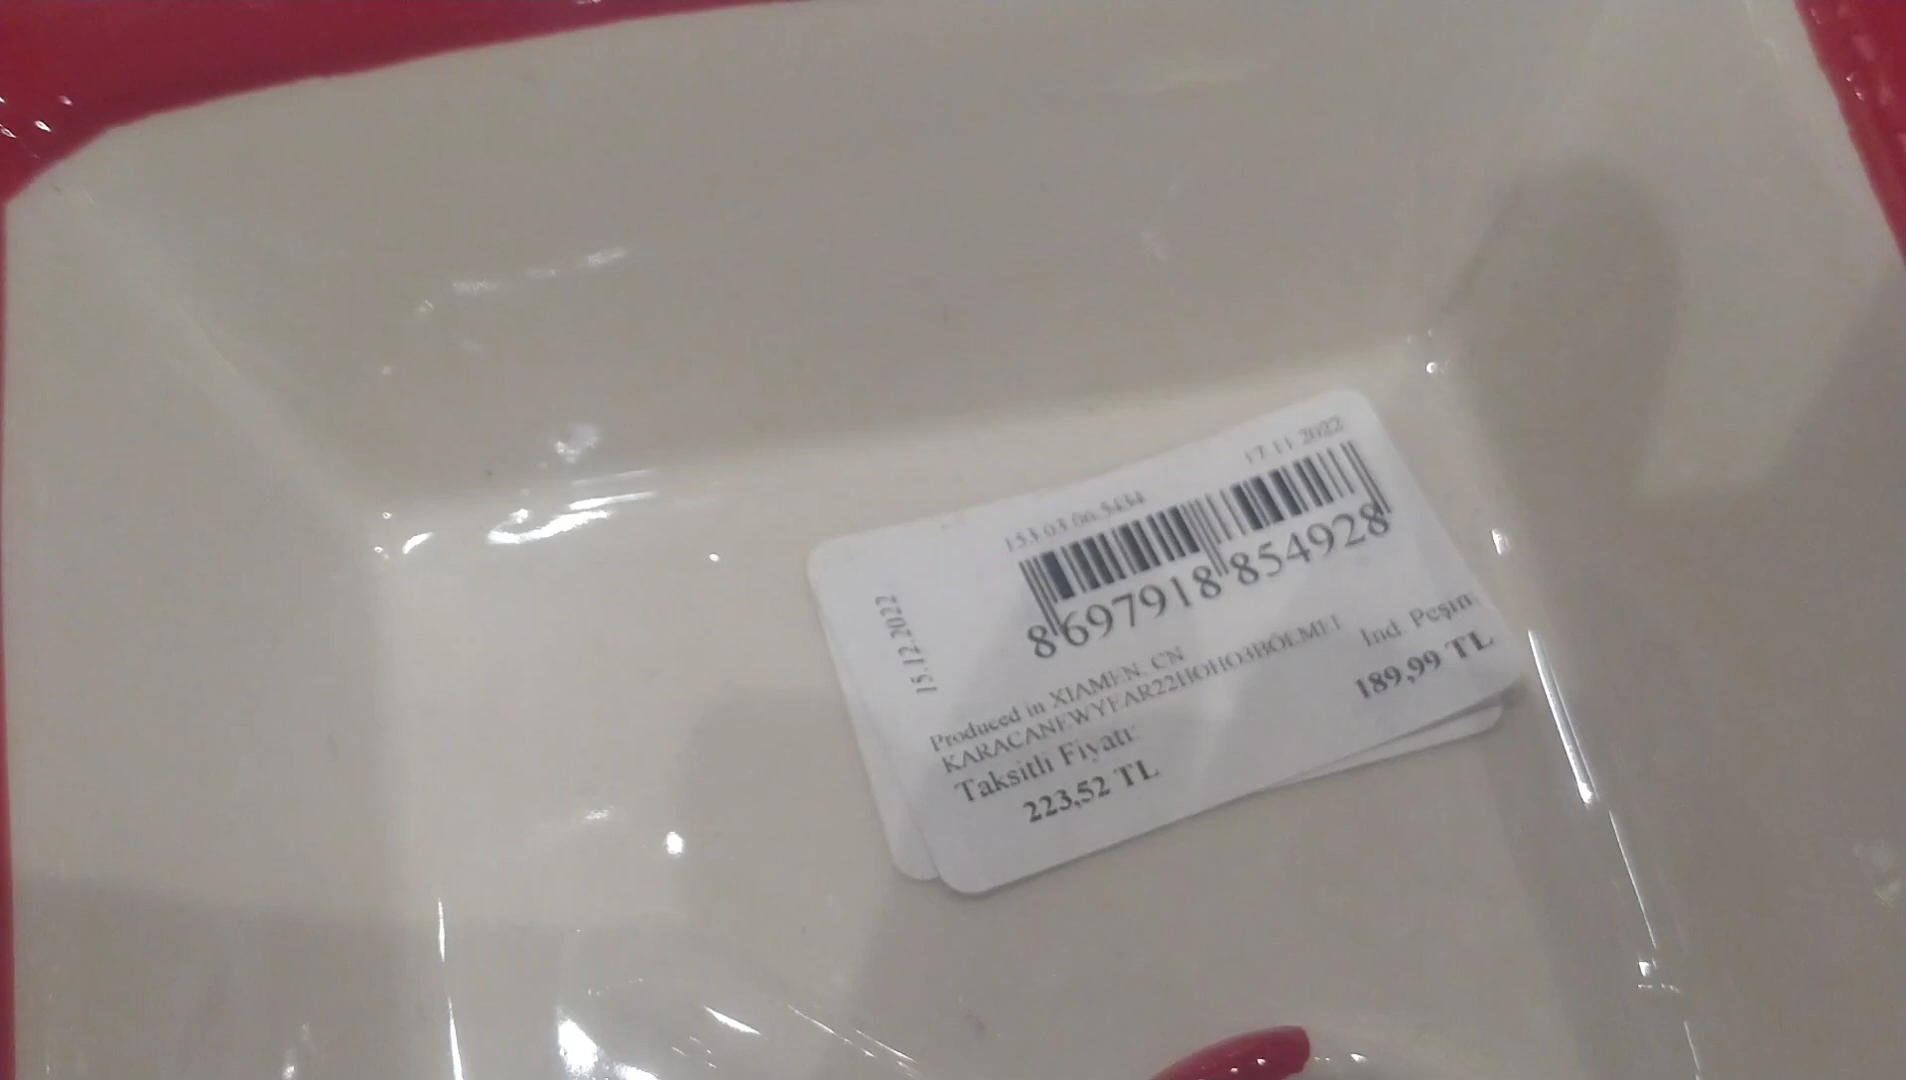 17.11.2022
153.03.06.5434
8697918854928
15.12.2022
Produced in XIAMEN, CN
KARACANEWYEAR22HOHO3BÖLMEL
Taksitli Fiyatı:
İnd. Peşin:
223,52 TL
189,99 TL